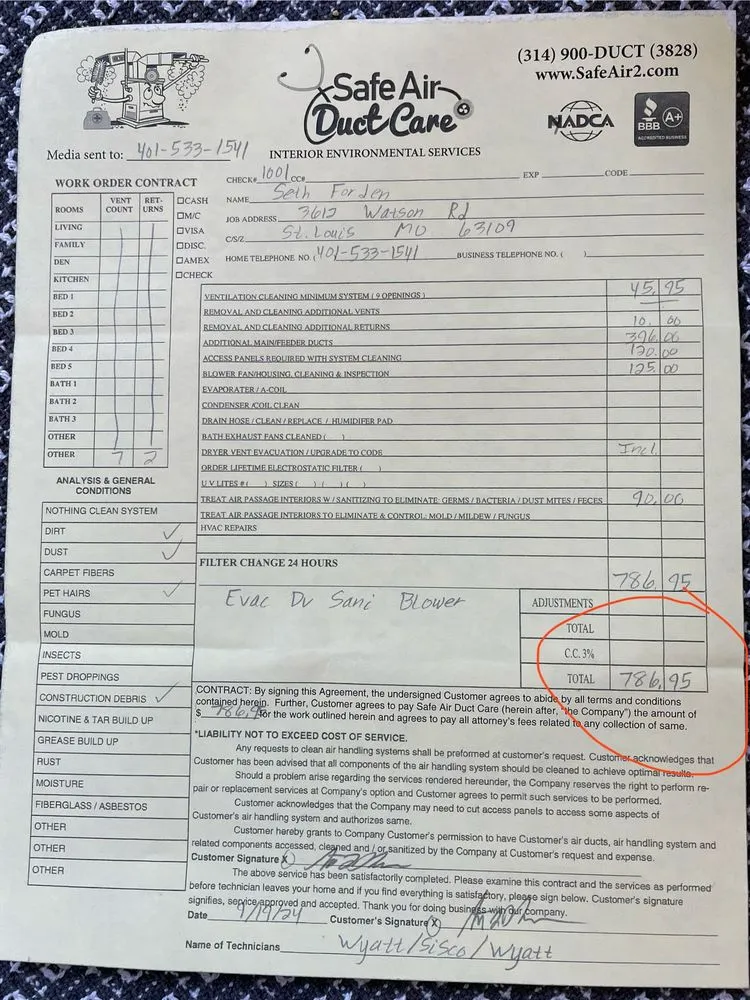 (314) 900-DUCT (3828)
www.SafeAir2.com
Safe Air
Duct Care
NADCA
BBB
A+
ACCREDITED BUSINESS
Media sent to: 401-533-1541
INTERIOR ENVIRONMENTAL SERVICES
WORK ORDER CONTRACT
CHECK# 1001 CC# EXP CODE
NAME Seth Forden
JOB ADDRESS 3612 Watson Rd
C/S/Z St. Louis MO 63109
HOME TELEPHONE NO. ( 401-533-1541 BUSINESS TELEPHONE NO. ( )
ROOMS VENT COUNT RET-URNS
LIVING
FAMILY
DEN
KITCHEN
BED 1
BED 2
BED 3
BED 4
BED 5
BATH 1
BATH 2
BATH 3
OTHER
OTHER 7 2
□CASH
□M/C
□VISA
□DISC.
□AMEX
□CHECK
VENTILATION CLEANING MINIMUM SYSTEM ( 9 OPENINGS ) 45.95
REMOVAL AND CLEANING ADDITIONAL VENTS
REMOVAL AND CLEANING ADDITIONAL RETURNS 10.00
ADDITIONAL MAIN/FEEDER DUCTS 396.00
ACCESS PANELS REQUIRED WITH SYSTEM CLEANING 120.00
BLOWER FAN/HOUSING, CLEANING & INSPECTION 125.00
EVAPORATER / A-COIL
CONDENSER /COIL CLEAN
DRAIN HOSE / CLEAN / REPLACE / HUMIDIFER PAD
BATH EXHAUST FANS CLEANED ( )
DRYER VENT EVACUATION / UPGRADE TO CODE Incl.
ORDER LIFETIME ELECTROSTATIC FILTER ( )
U V LITES # ( ) SIZES ( ) ( ) ( )
TREAT AIR PASSAGE INTERIORS W / SANITIZING TO ELIMINATE: GERMS / BACTERIA / DUST MITES / FECES 90.00
TREAT AIR PASSAGE INTERIORS TO ELIMINATE & CONTROL: MOLD / MILDEW / FUNGUS
HVAC REPAIRS
FILTER CHANGE 24 HOURS
786.95
Evac Dv Sani Blower
ADJUSTMENTS
TOTAL
C.C. 3%
TOTAL 786.95
ANALYSIS & GENERAL
CONDITIONS
NOTHING CLEAN SYSTEM
DIRT ✓
DUST ✓
CARPET FIBERS
PET HAIRS ✓
FUNGUS
MOLD
INSECTS
PEST DROPPINGS
CONSTRUCTION DEBRIS ✓
NICOTINE & TAR BUILD UP
GREASE BUILD UP
RUST
MOISTURE
FIBERGLASS / ASBESTOS
OTHER
OTHER
OTHER
CONTRACT: By signing this Agreement, the undersigned Customer agrees to abide by all terms and conditions
contained herein. Further, Customer agrees to pay Safe Air Duct Care (herein after, "the Company") the amount of
$ 786.95 for the work outlined herein and agrees to pay all attorney's fees related to any collection of same.
*LIABILITY NOT TO EXCEED COST OF SERVICE.
Any requests to clean air handling systems shall be preformed at customer's request. Customer acknowledges that
Customer has been advised that all components of the air handling system should be cleaned to achieve optimal results.
Should a problem arise regarding the services rendered hereunder, the Company reserves the right to perform re-
pair or replacement services at Company's option and Customer agrees to permit such services to be performed.
Customer acknowledges that the Company may need to cut access panels to access some aspects of
Customer's air handling system and authorizes same.
Customer hereby grants to Company Customer's permission to have Customer's air ducts, air handling system and
related components accessed, cleaned and / or sanitized by the Company at Customer's request and expense.
Customer Signature X
The above service has been satisfactorily completed. Please examine this contract and the services as performed
before technician leaves your home and if you find everything is satisfactory, please sign below. Customer's signature
signifies, service approved and accepted. Thank you for doing business with our company.
Date 9/19/24 Customer's Signature X
Name of Technicians Wyatt/Sisco/Wyatt